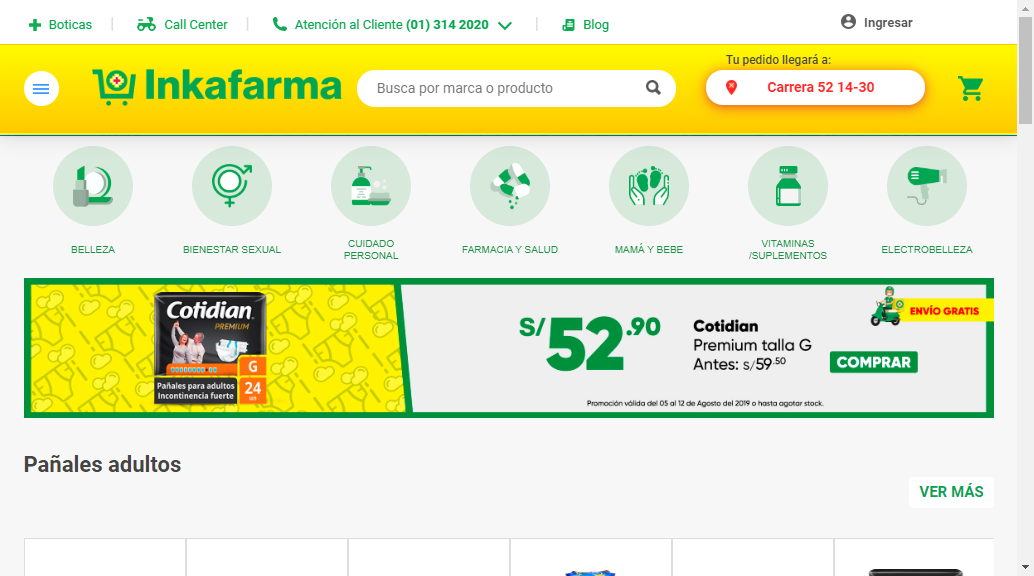 Boticas
Call Center
Atención al Cliente (01) 314 2020
Blog
Ingresar
Inkafarma
Busca por marca o producto
Tu pedido llegará a:
Carrera 52 14-30
BELLEZA
BIENESTAR SEXUAL
CUIDADO
PERSONAL
FARMACIA Y SALUD
MAMÁ Y BEBE
VITAMINAS
/SUPLEMENTOS
ELECTROBELLEZA
Cotidian
PREMIUM
G
24
un
Pañales para adultos
Incontinencia fuerte
S/52.90
Cotidian
Premium talla G
Antes: s/59.50
ENVÍO GRATIS
COMPRAR
Promoción válida del 05 al 12 de Agosto del 2019 o hasta agotar stock.
Pañales adultos
VER MÁS